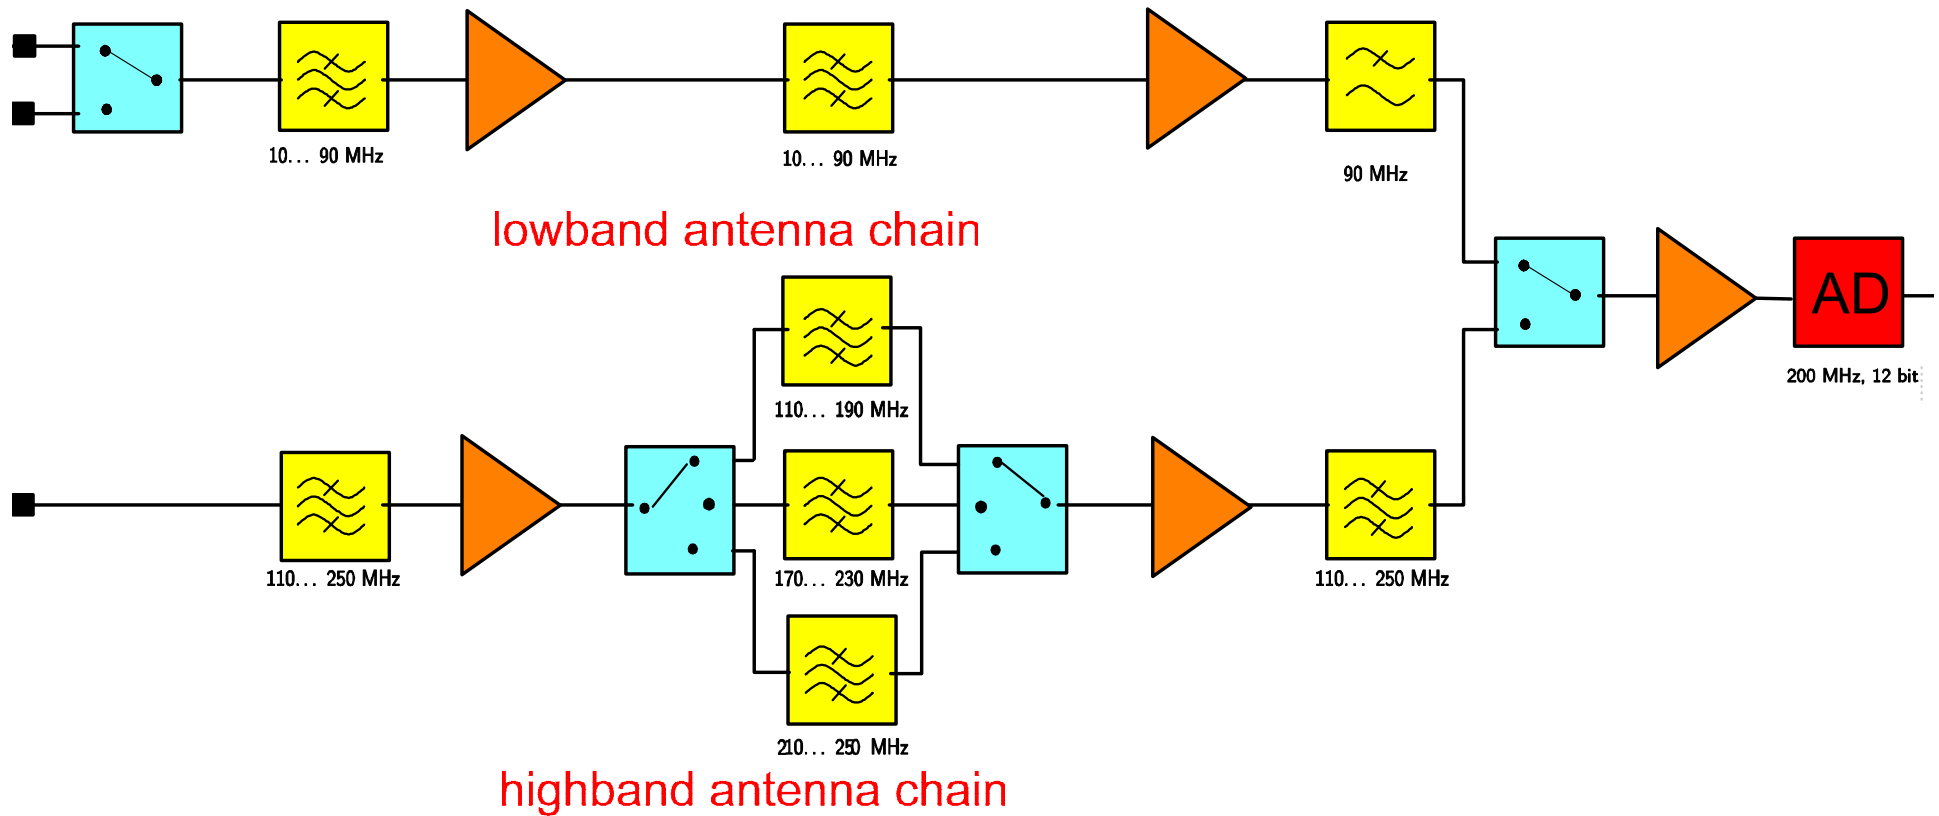 10... 90 MHz
10... 90 MHz
90 MHz
lowband antenna chain
AD
200 MHz, 12 bit
110... 190 MHz
110... 250 MHz
170... 230 MHz
110... 250 MHz
210... 250 MHz
highband antenna chain